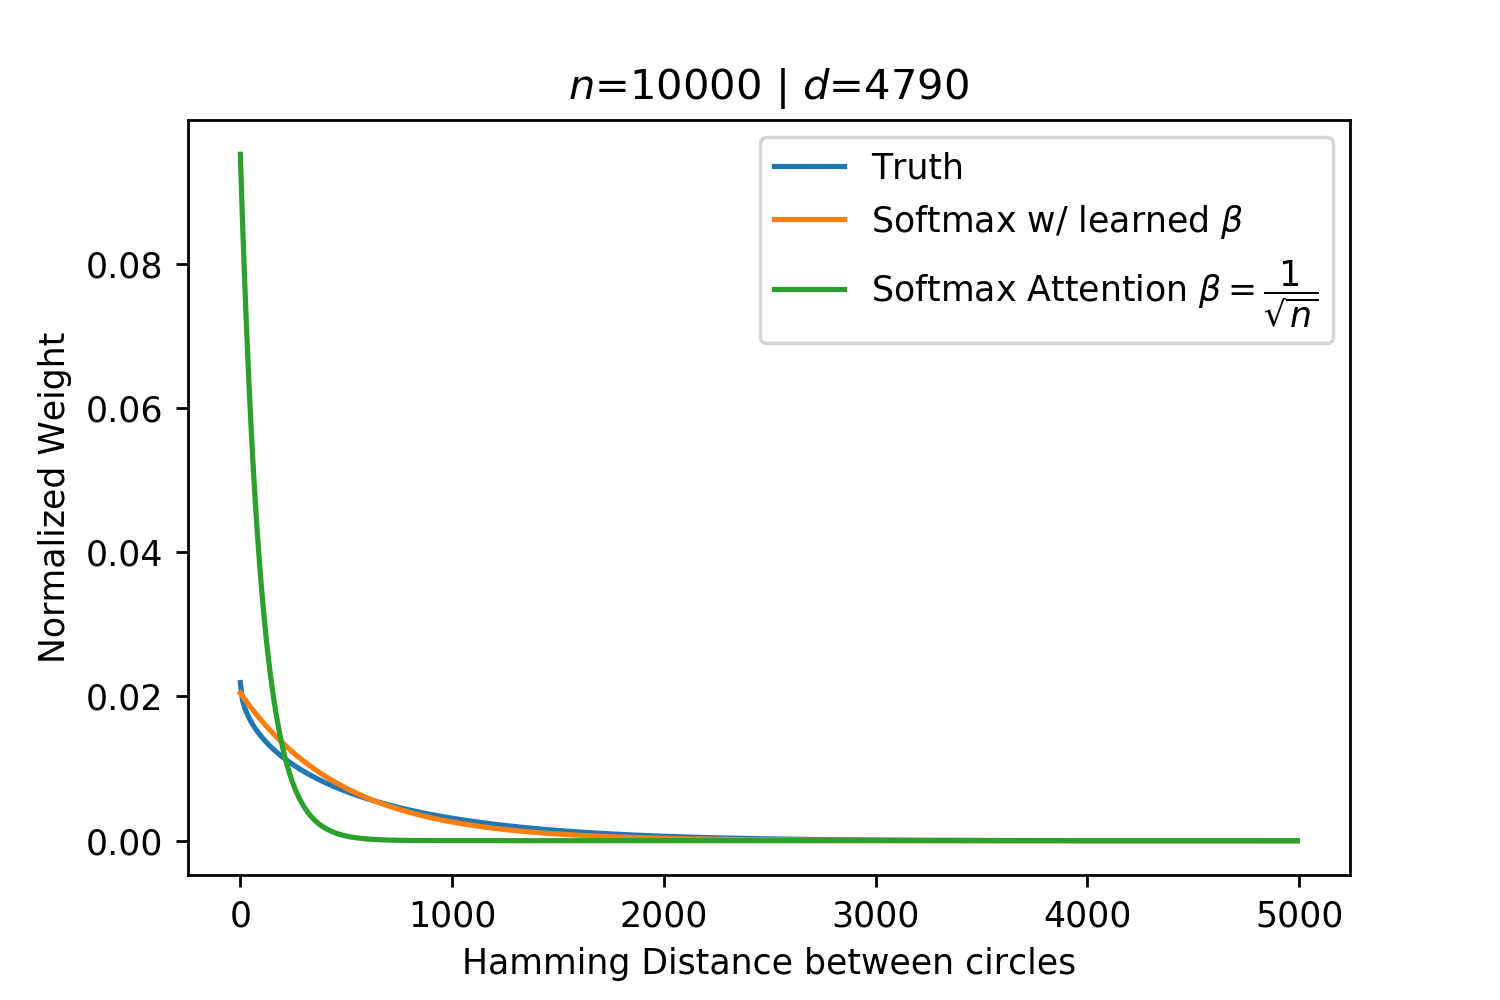 n=10000 | d=4790
Truth
Softmax w/ learned β
Softmax Attention β = 1/√n
Normalized Weight
0.08
0.06
0.04
0.02
0.00
0 1000 2000 3000 4000 5000
Hamming Distance between circles